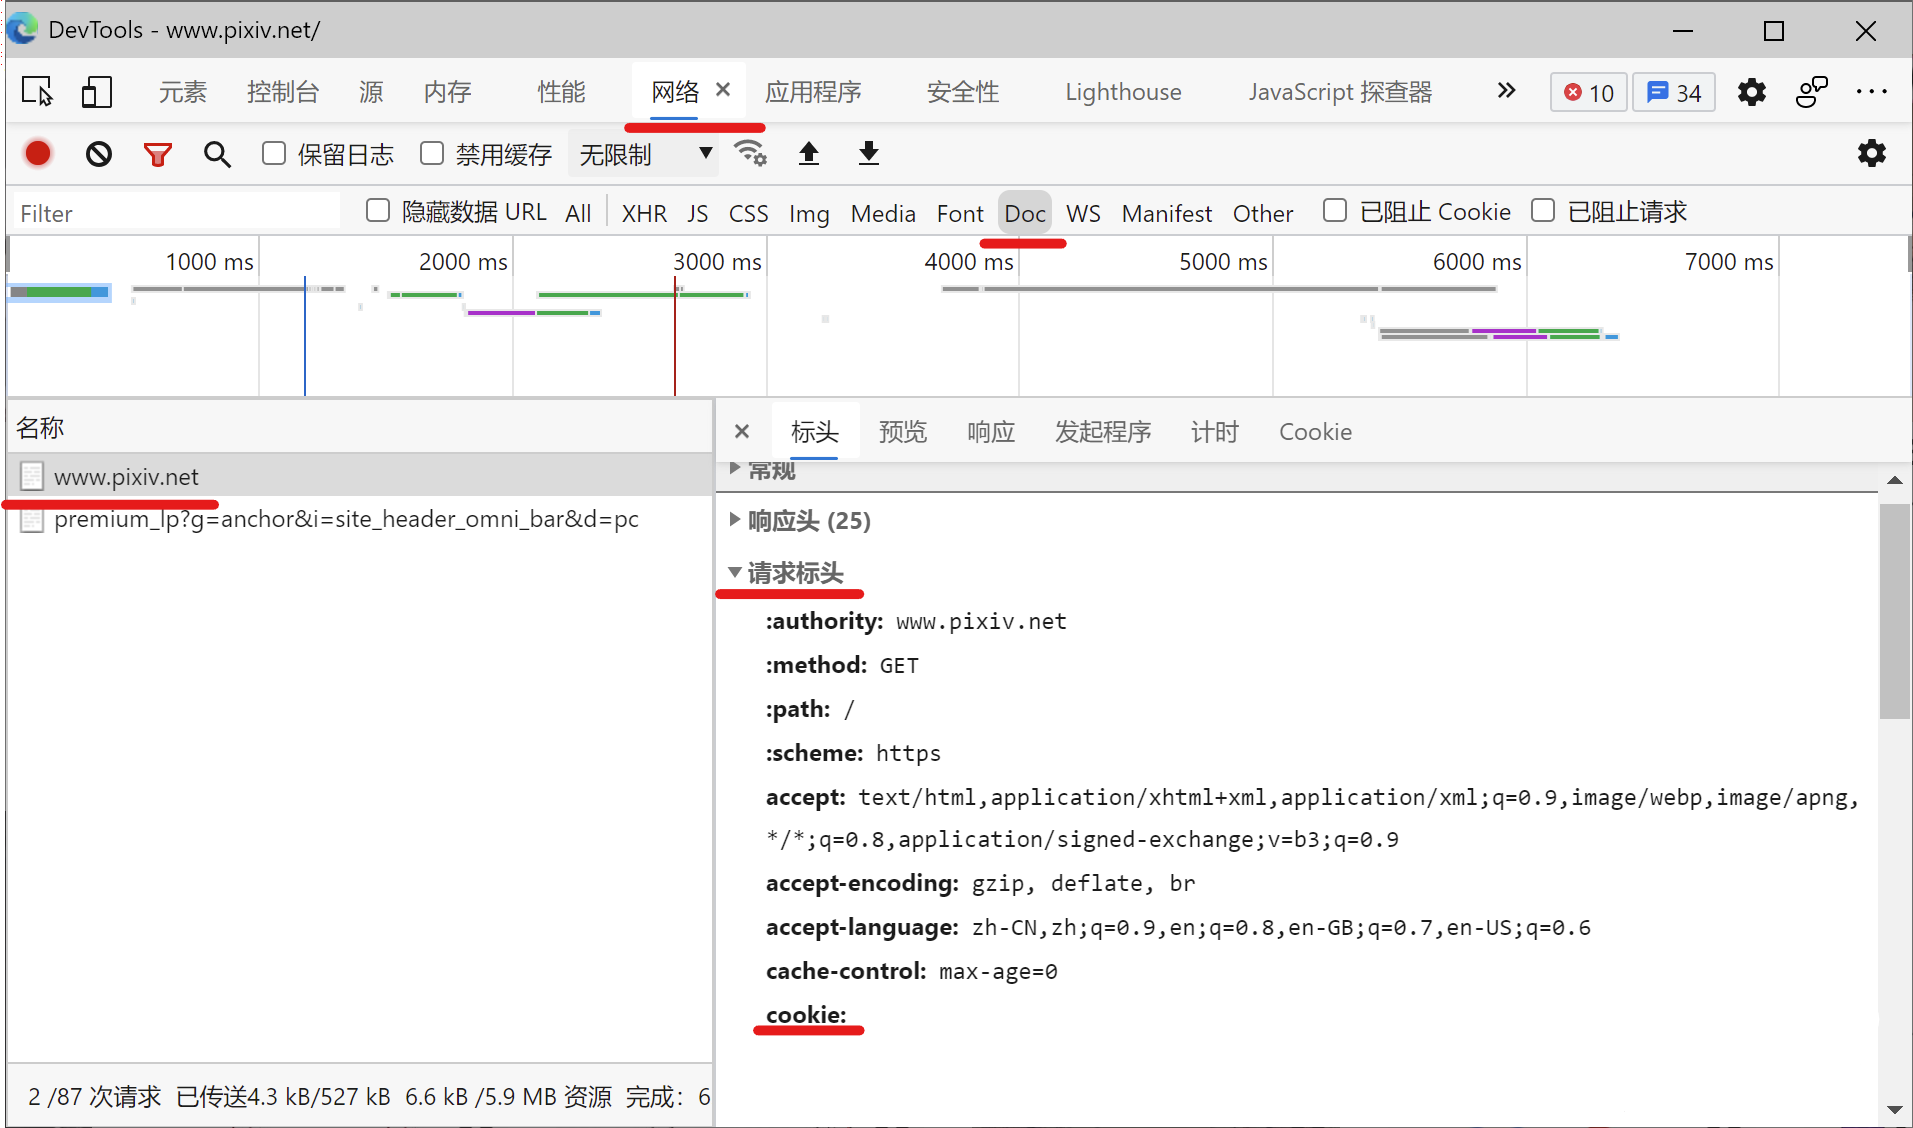 DevTools - www.pixiv.net/
元素 控制台 源 内存 性能 网络 应用程序 安全性 Lighthouse JavaScript 探查器 10 34
保留日志 禁用缓存 无限制
Filter 隐藏数据 URL All XHR JS CSS Img Media Font Doc WS Manifest Other 已阻止 Cookie 已阻止请求
1000 ms 2000 ms 3000 ms 4000 ms 5000 ms 6000 ms 7000 ms
名称
www.pixiv.net
premium_lp?g=anchor&i=site_header_omni_bar&d=pc
2 /87 次请求 已传送4.3 kB/527 kB 6.6 kB /5.9 MB 资源 完成：6
标头 预览 响应 发起程序 计时 Cookie
常规
响应头 (25)
请求标头
:authority: www.pixiv.net
:method: GET
:path: /
:scheme: https
accept: text/html,application/xhtml+xml,application/xml;q=0.9,image/webp,image/apng,
*/*;q=0.8,application/signed-exchange;v=b3;q=0.9
accept-encoding: gzip, deflate, br
accept-language: zh-CN,zh;q=0.9,en;q=0.8,en-GB;q=0.7,en-US;q=0.6
cache-control: max-age=0
cookie: